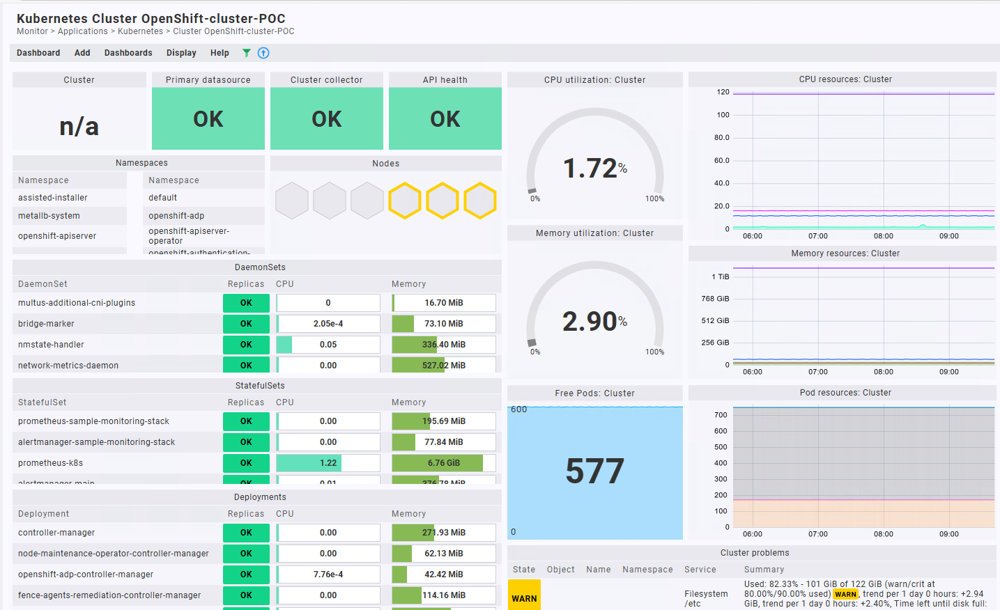 Kubernetes Cluster OpenShift-cluster-POC
Monitor > Applications > Kubernetes > Cluster OpenShift-cluster-POC
Dashboard Add Dashboards Display Help
Cluster
n/a
Primary datasource
OK
Cluster collector
OK
API health
OK
Namespaces
Namespace
assisted-installer
metallb-system
openshift-apiserver
Namespace
default
openshift-adp
openshift-apiserver-
operator
openshift-authentication-
Nodes
DaemonSets
DaemonSet Replicas CPU Memory
multus-additional-cni-plugins OK 0 16.70 MiB
bridge-marker OK 2.05e-4 73.10 MiB
nmstate-handler OK 0.05 336.40 MiB
network-metrics-daemon OK 0.00 527.02 MiB
StatefulSets
StatefulSet Replicas CPU Memory
prometheus-sample-monitoring-stack OK 0.00 195.69 MiB
alertmanager-sample-monitoring-stack OK 0.00 77.84 MiB
prometheus-k8s OK 1.22 6.76 GiB
alertmanager-main OK 0.01 376.78 MiB
Deployments
Deployment Replicas CPU Memory
controller-manager OK 0.00 271.93 MiB
node-maintenance-operator-controller-manager OK 0.00 62.13 MiB
openshift-adp-controller-manager OK 7.76e-4 42.42 MiB
fence-agents-remediation-controller-manager OK 0.00 114.16 MiB
CPU utilization: Cluster
1.72%
0% 100%
Memory utilization: Cluster
2.90%
0% 100%
Free Pods: Cluster
600
577
0
CPU resources: Cluster
120
100
80.0
60.0
40.0
20.0
0
06:00 07:00 08:00 09:00
Memory resources: Cluster
1 TiB
768 GiB
512 GiB
256 GiB
0
06:00 07:00 08:00 09:00
Pod resources: Cluster
700
600
500
400
300
200
100
0
06:00 07:00 08:00 09:00
Cluster problems
State Object Name Namespace Service Summary
WARN
Filesystem
/etc
Used: 82.33% - 101 GiB of 122 GiB (warn/crit at
80.00%/90.00% used) WARN, trend per 1 day 0 hours: +2.94
GiB, trend per 1 day 0 hours: +2.40%, Time left until disk full: